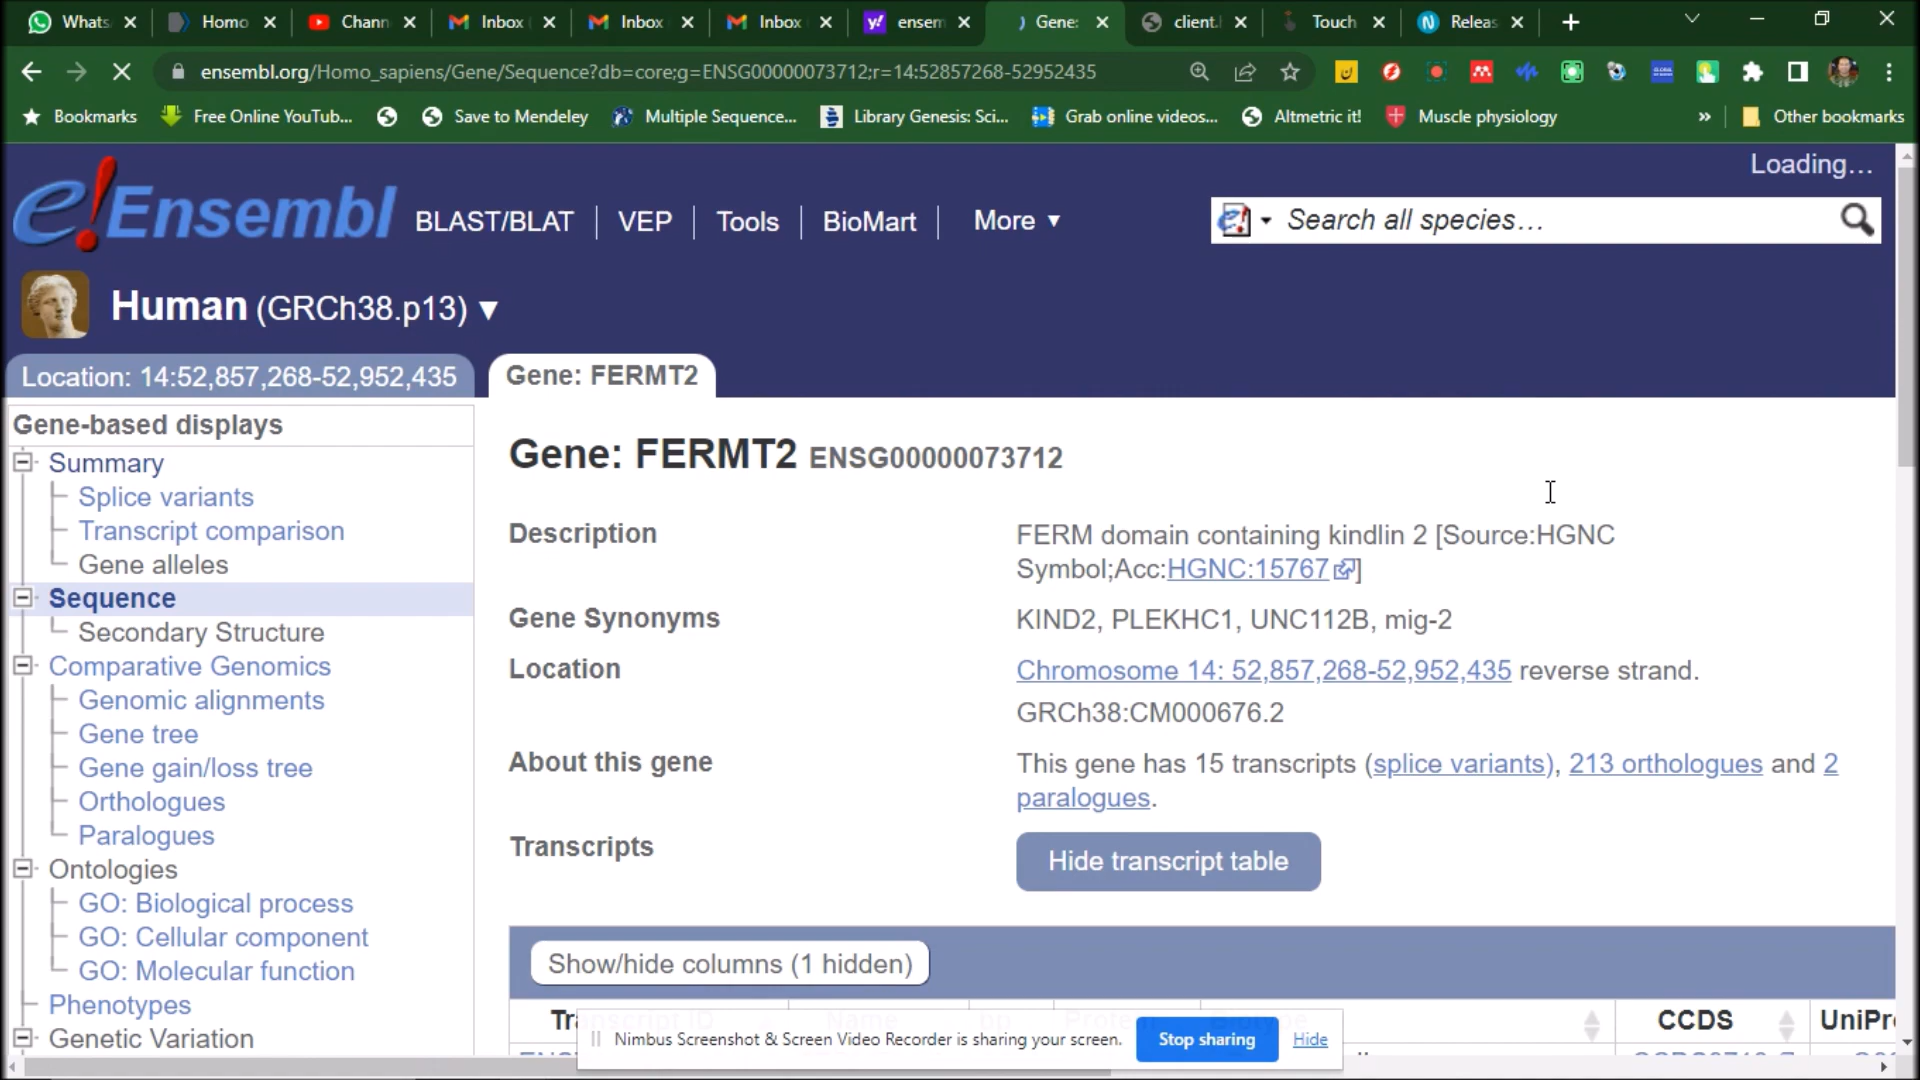 Whats
Homo
Chann
Inbox
Inbox
Inbox
ensem
Gene:
client.
Touch
Releas
ensembl.org/Homo_sapiens/Gene/Sequence?db=core;g=ENSG00000073712;r=14:52857268-52952435
Bookmarks
Free Online YouTub...
Save to Mendeley
Multiple Sequence...
Library Genesis: Sci...
Grab online videos...
Altmetric it!
Muscle physiology
»
Other bookmarks
Loading…
e!Ensembl
BLAST/BLAT | VEP | Tools | BioMart | More ▼
Search all species…
Human (GRCh38.p13) ▼
Location: 14:52,857,268-52,952,435
Gene: FERMT2
Gene-based displays
Summary
Splice variants
Transcript comparison
Gene alleles
Sequence
Secondary Structure
Comparative Genomics
Genomic alignments
Gene tree
Gene gain/loss tree
Orthologues
Paralogues
Ontologies
GO: Biological process
GO: Cellular component
GO: Molecular function
Phenotypes
Genetic Variation
Gene: FERMT2 ENSG00000073712
Description
FERM domain containing kindlin 2 [Source:HGNC
Symbol;Acc:HGNC:15767]
Gene Synonyms
KIND2, PLEKHC1, UNC112B, mig-2
Location
Chromosome 14: 52,857,268-52,952,435 reverse strand.
GRCh38:CM000676.2
About this gene
This gene has 15 transcripts (splice variants), 213 orthologues and 2
paralogues.
Transcripts
Hide transcript table
Show/hide columns (1 hidden)
CCDS
Nimbus Screenshot & Screen Video Recorder is sharing your screen.
Stop sharing
Hide